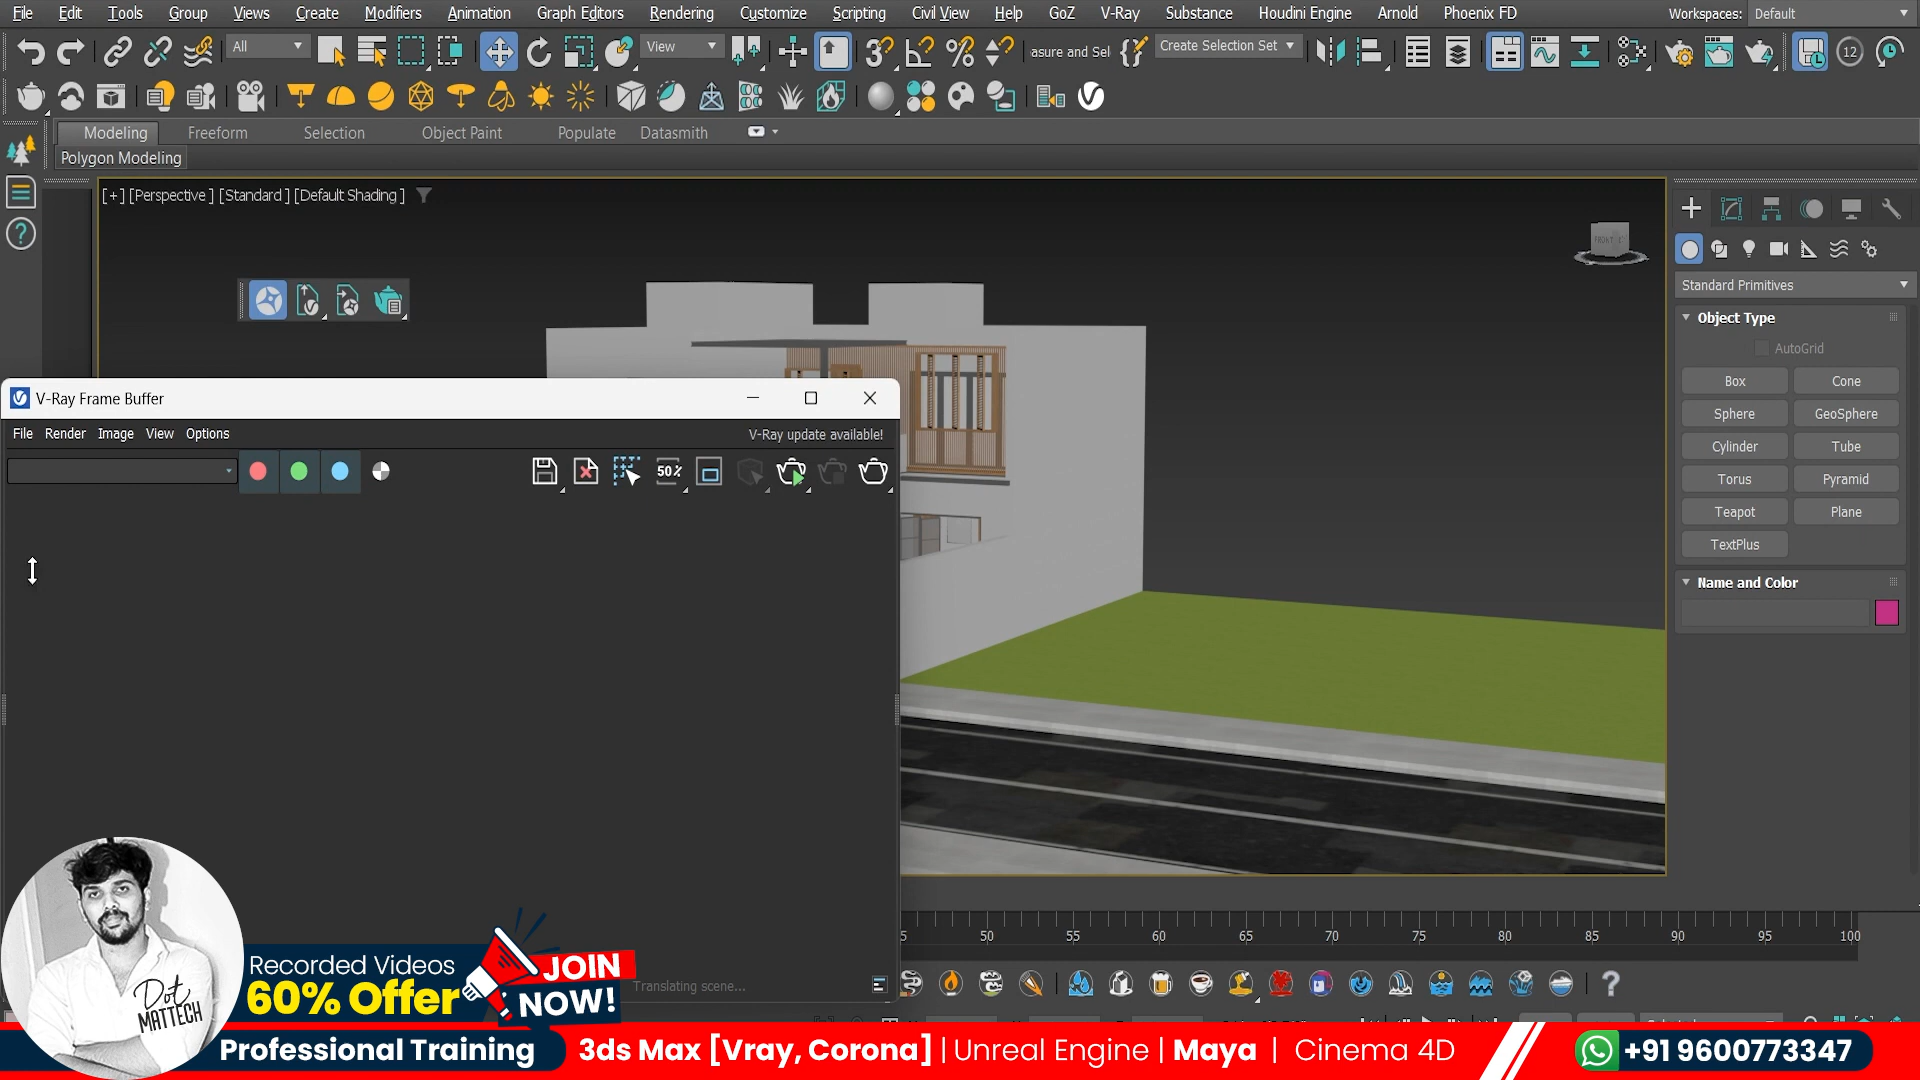 File Edit Tools Group Views Create Modifiers Animation Graph Editors Rendering Customize Scripting Civil View Help GoZ V-Ray Substance Houdini Engine Arnold Phoenix FD Workspaces: Default
All View 3 % asure and Sel Create Selection Set 12
Modeling Freeform Selection Object Paint Populate Datasmith
Polygon Modeling
[+] [Perspective ] [Standard ] [Default Shading ]
FRONT
Standard Primitives
Object Type
AutoGrid
Box Cone
Sphere GeoSphere
Cylinder Tube
Torus Pyramid
Teapot Plane
TextPlus
Name and Color
V-Ray Frame Buffer
File Render Image View Options V-Ray update available!
50%
Translating scene...
50 55 60 65 70 75 80 85 90 95 100
Dot
MATTECH
Recorded Videos
60% Offer
JOIN
NOW!
Professional Training
3ds Max [Vray, Corona] | Unreal Engine | Maya | Cinema 4D
+91 9600773347